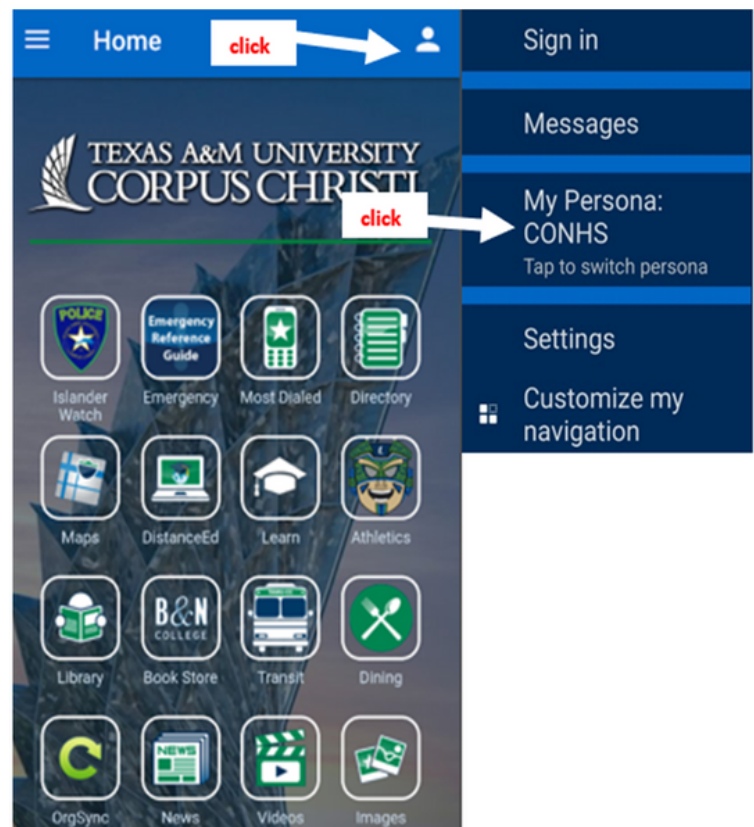 Home
click
TEXAS A&M UNIVERSITY
CORPUS CHRISTI
click
POLICE
Emergency
Reference
Guide
Islander
Watch
Emergency
Most Dialed
Directory
Maps
DistanceEd
Learn
Athletics
B&N
COLLEGE
Library
Book Store
Transit
Dining
NEWS
OrgSync
News
Videos
Images
Sign in
Messages
My Persona:
CONHS
Tap to switch persona
Settings
Customize my
navigation